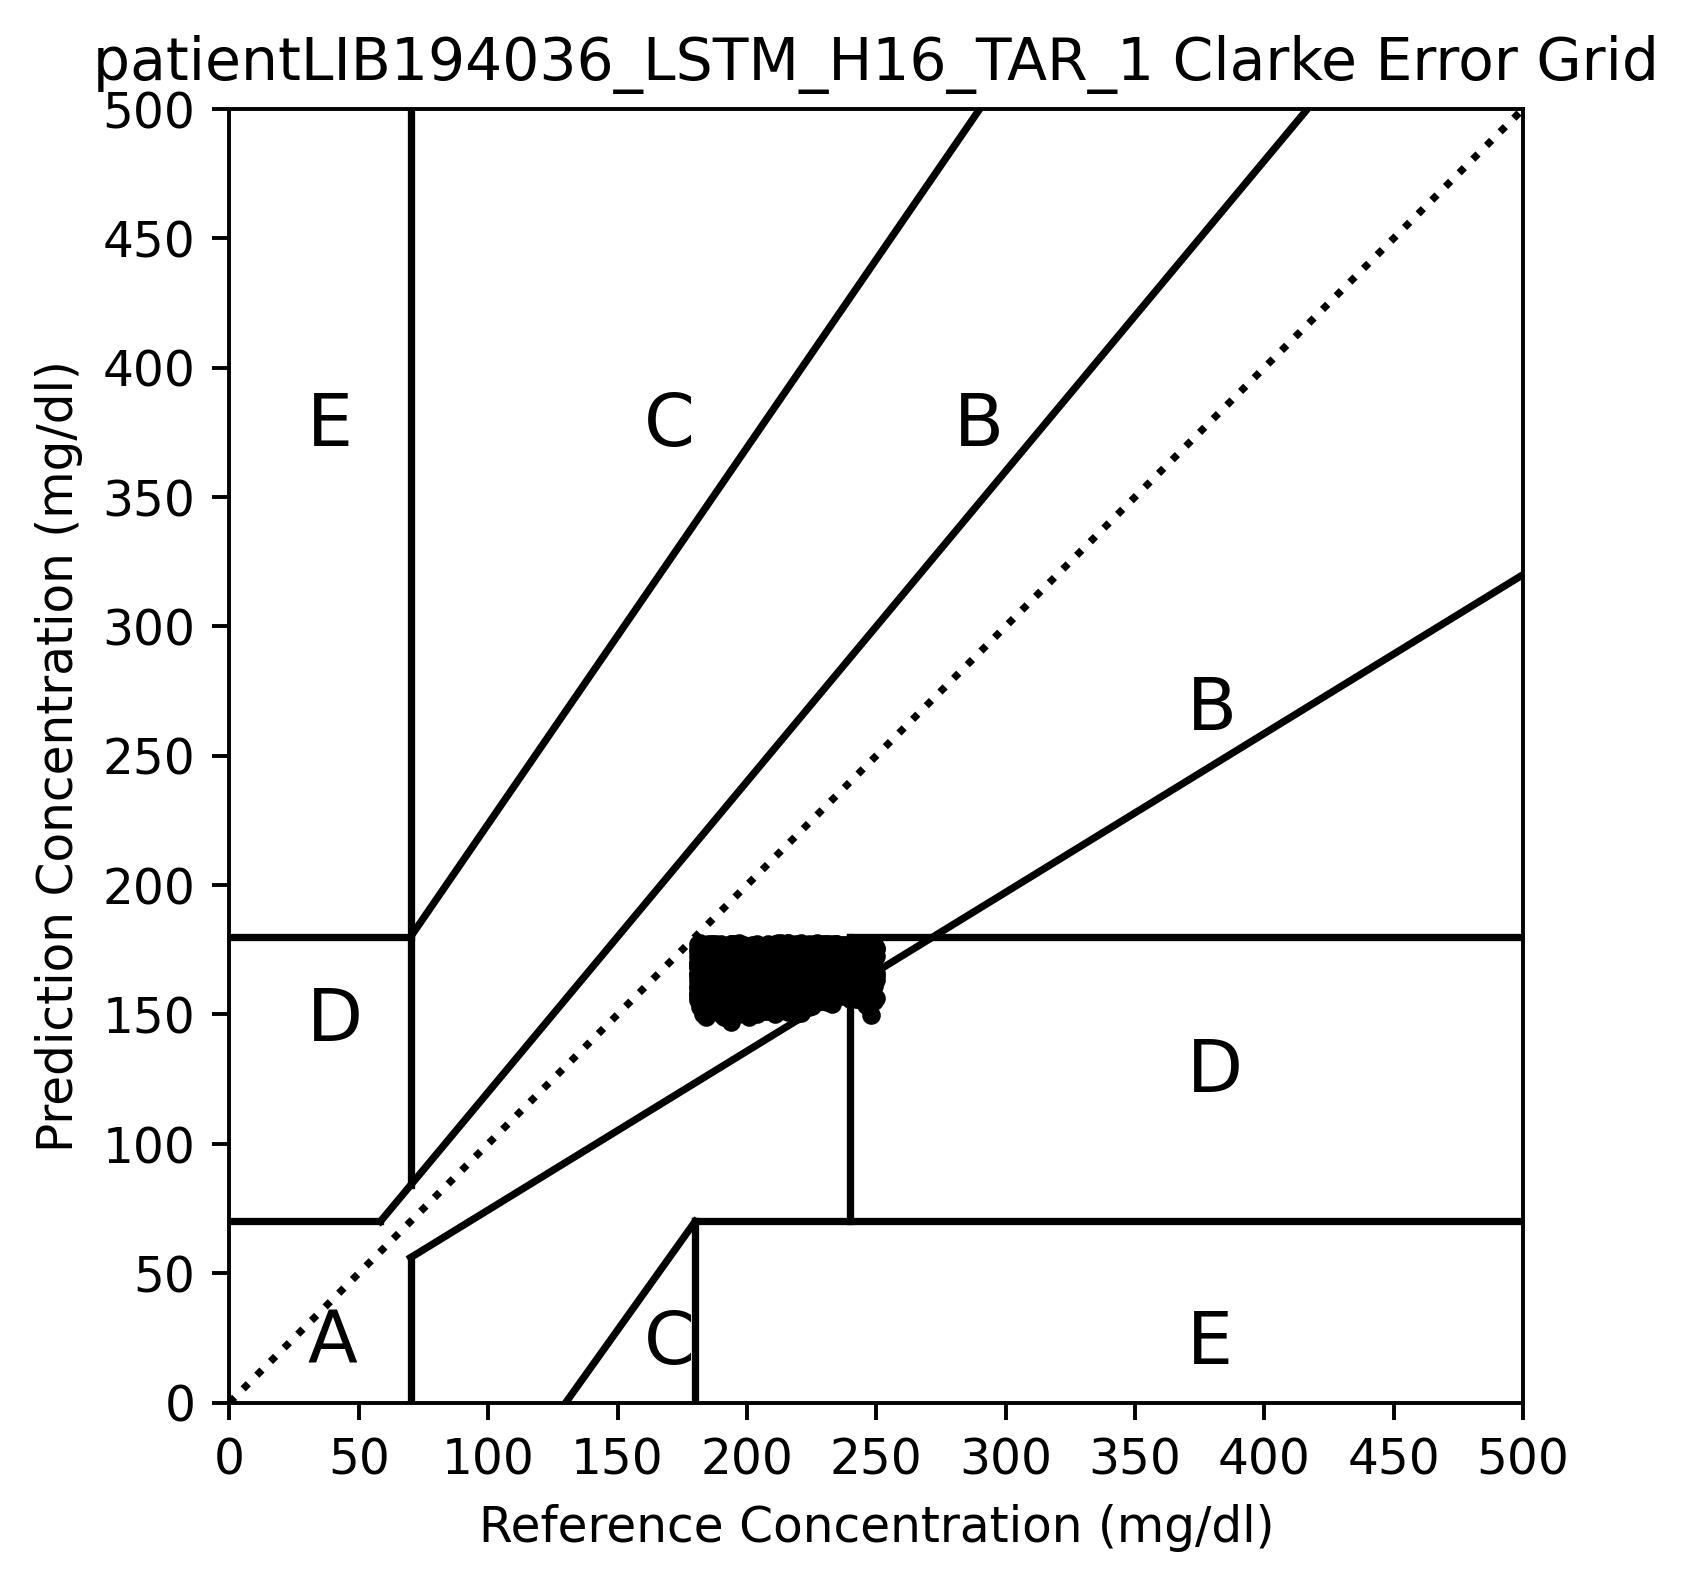 patientLIB194036_LSTM_H16_TAR_1 Clarke Error Grid
500
450
400
350
300
250
200
150
100
50
0
Prediction Concentration (mg/dl)
E
C
B
B
D
D
A
C
E
0 50 100 150 200 250 300 350 400 450 500
Reference Concentration (mg/dl)